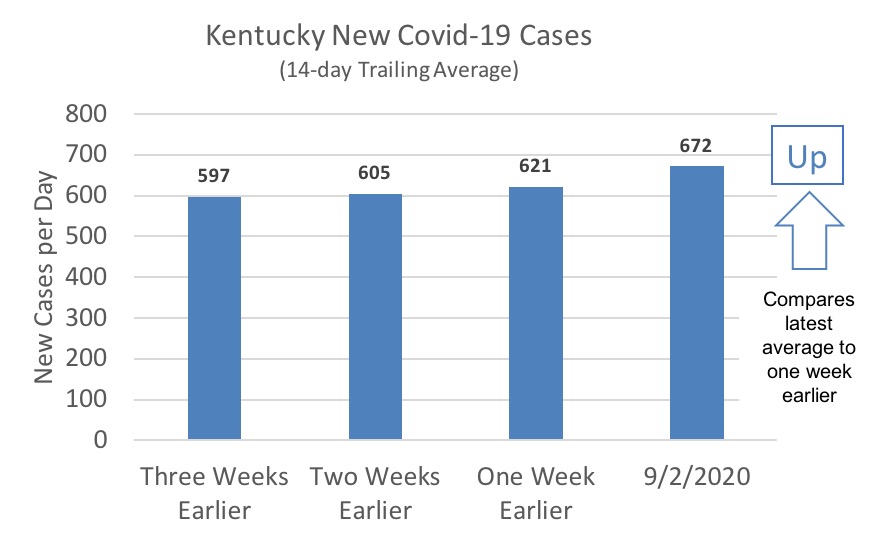 Kentucky New Covid-19 Cases
(14-day Trailing Average)
New Cases per Day
800
700
600
500
400
300
200
100
0
597
605
621
672
Three Weeks
Earlier
Two Weeks
Earlier
One Week
Earlier
9/2/2020
Up
Compares
latest
average to
one week
earlier